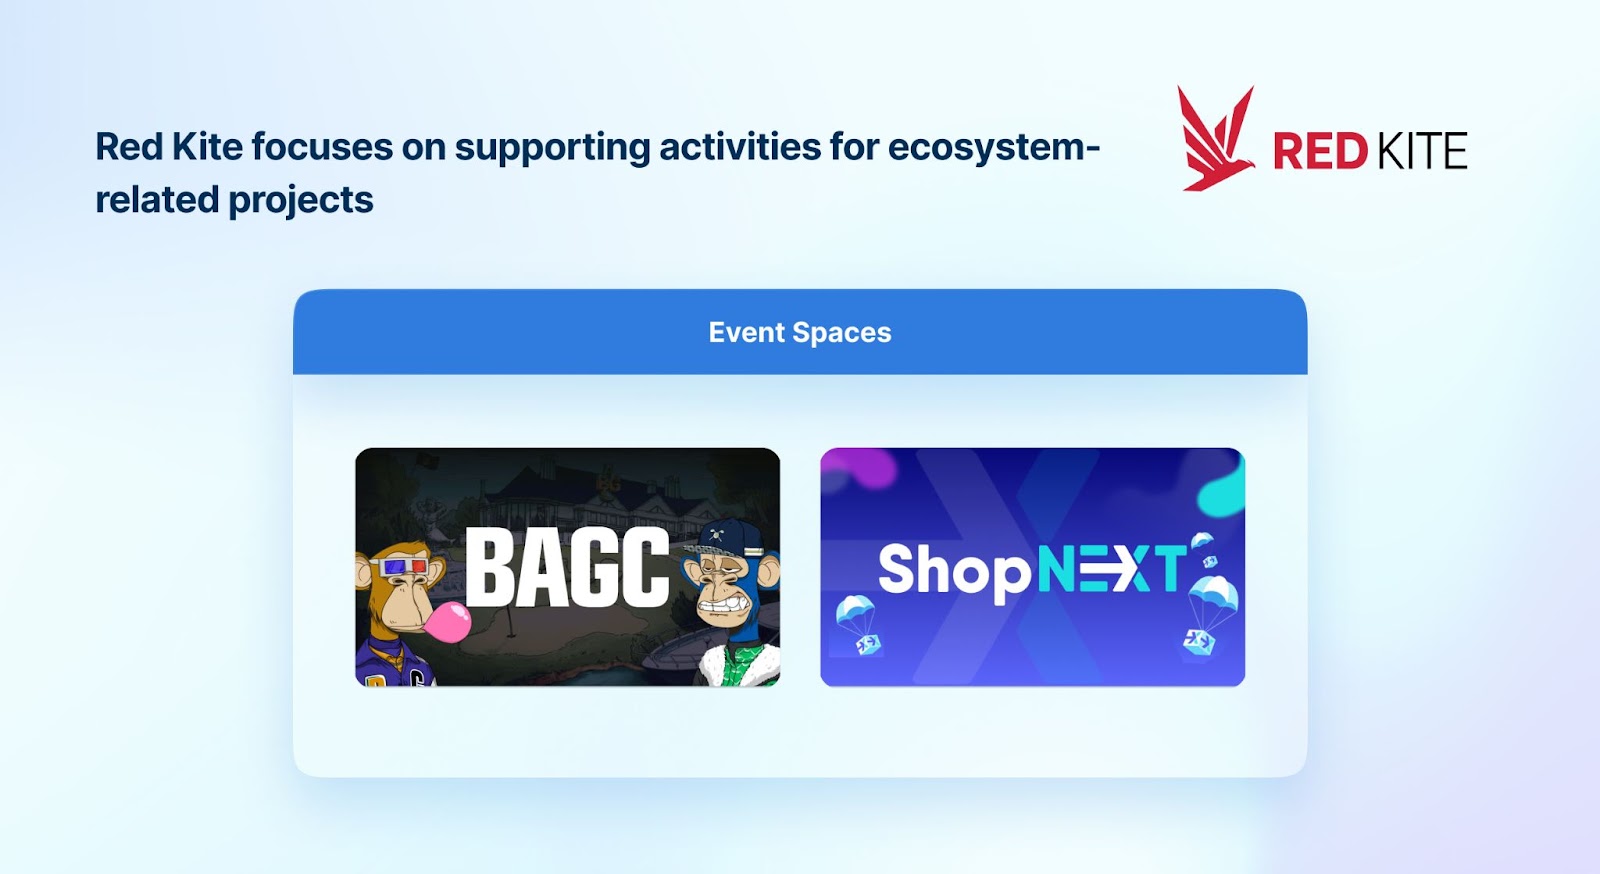 Red Kite focuses on supporting activities for ecosystem-
related projects
RED KITE
Event Spaces
BAGC
ShopNEXT